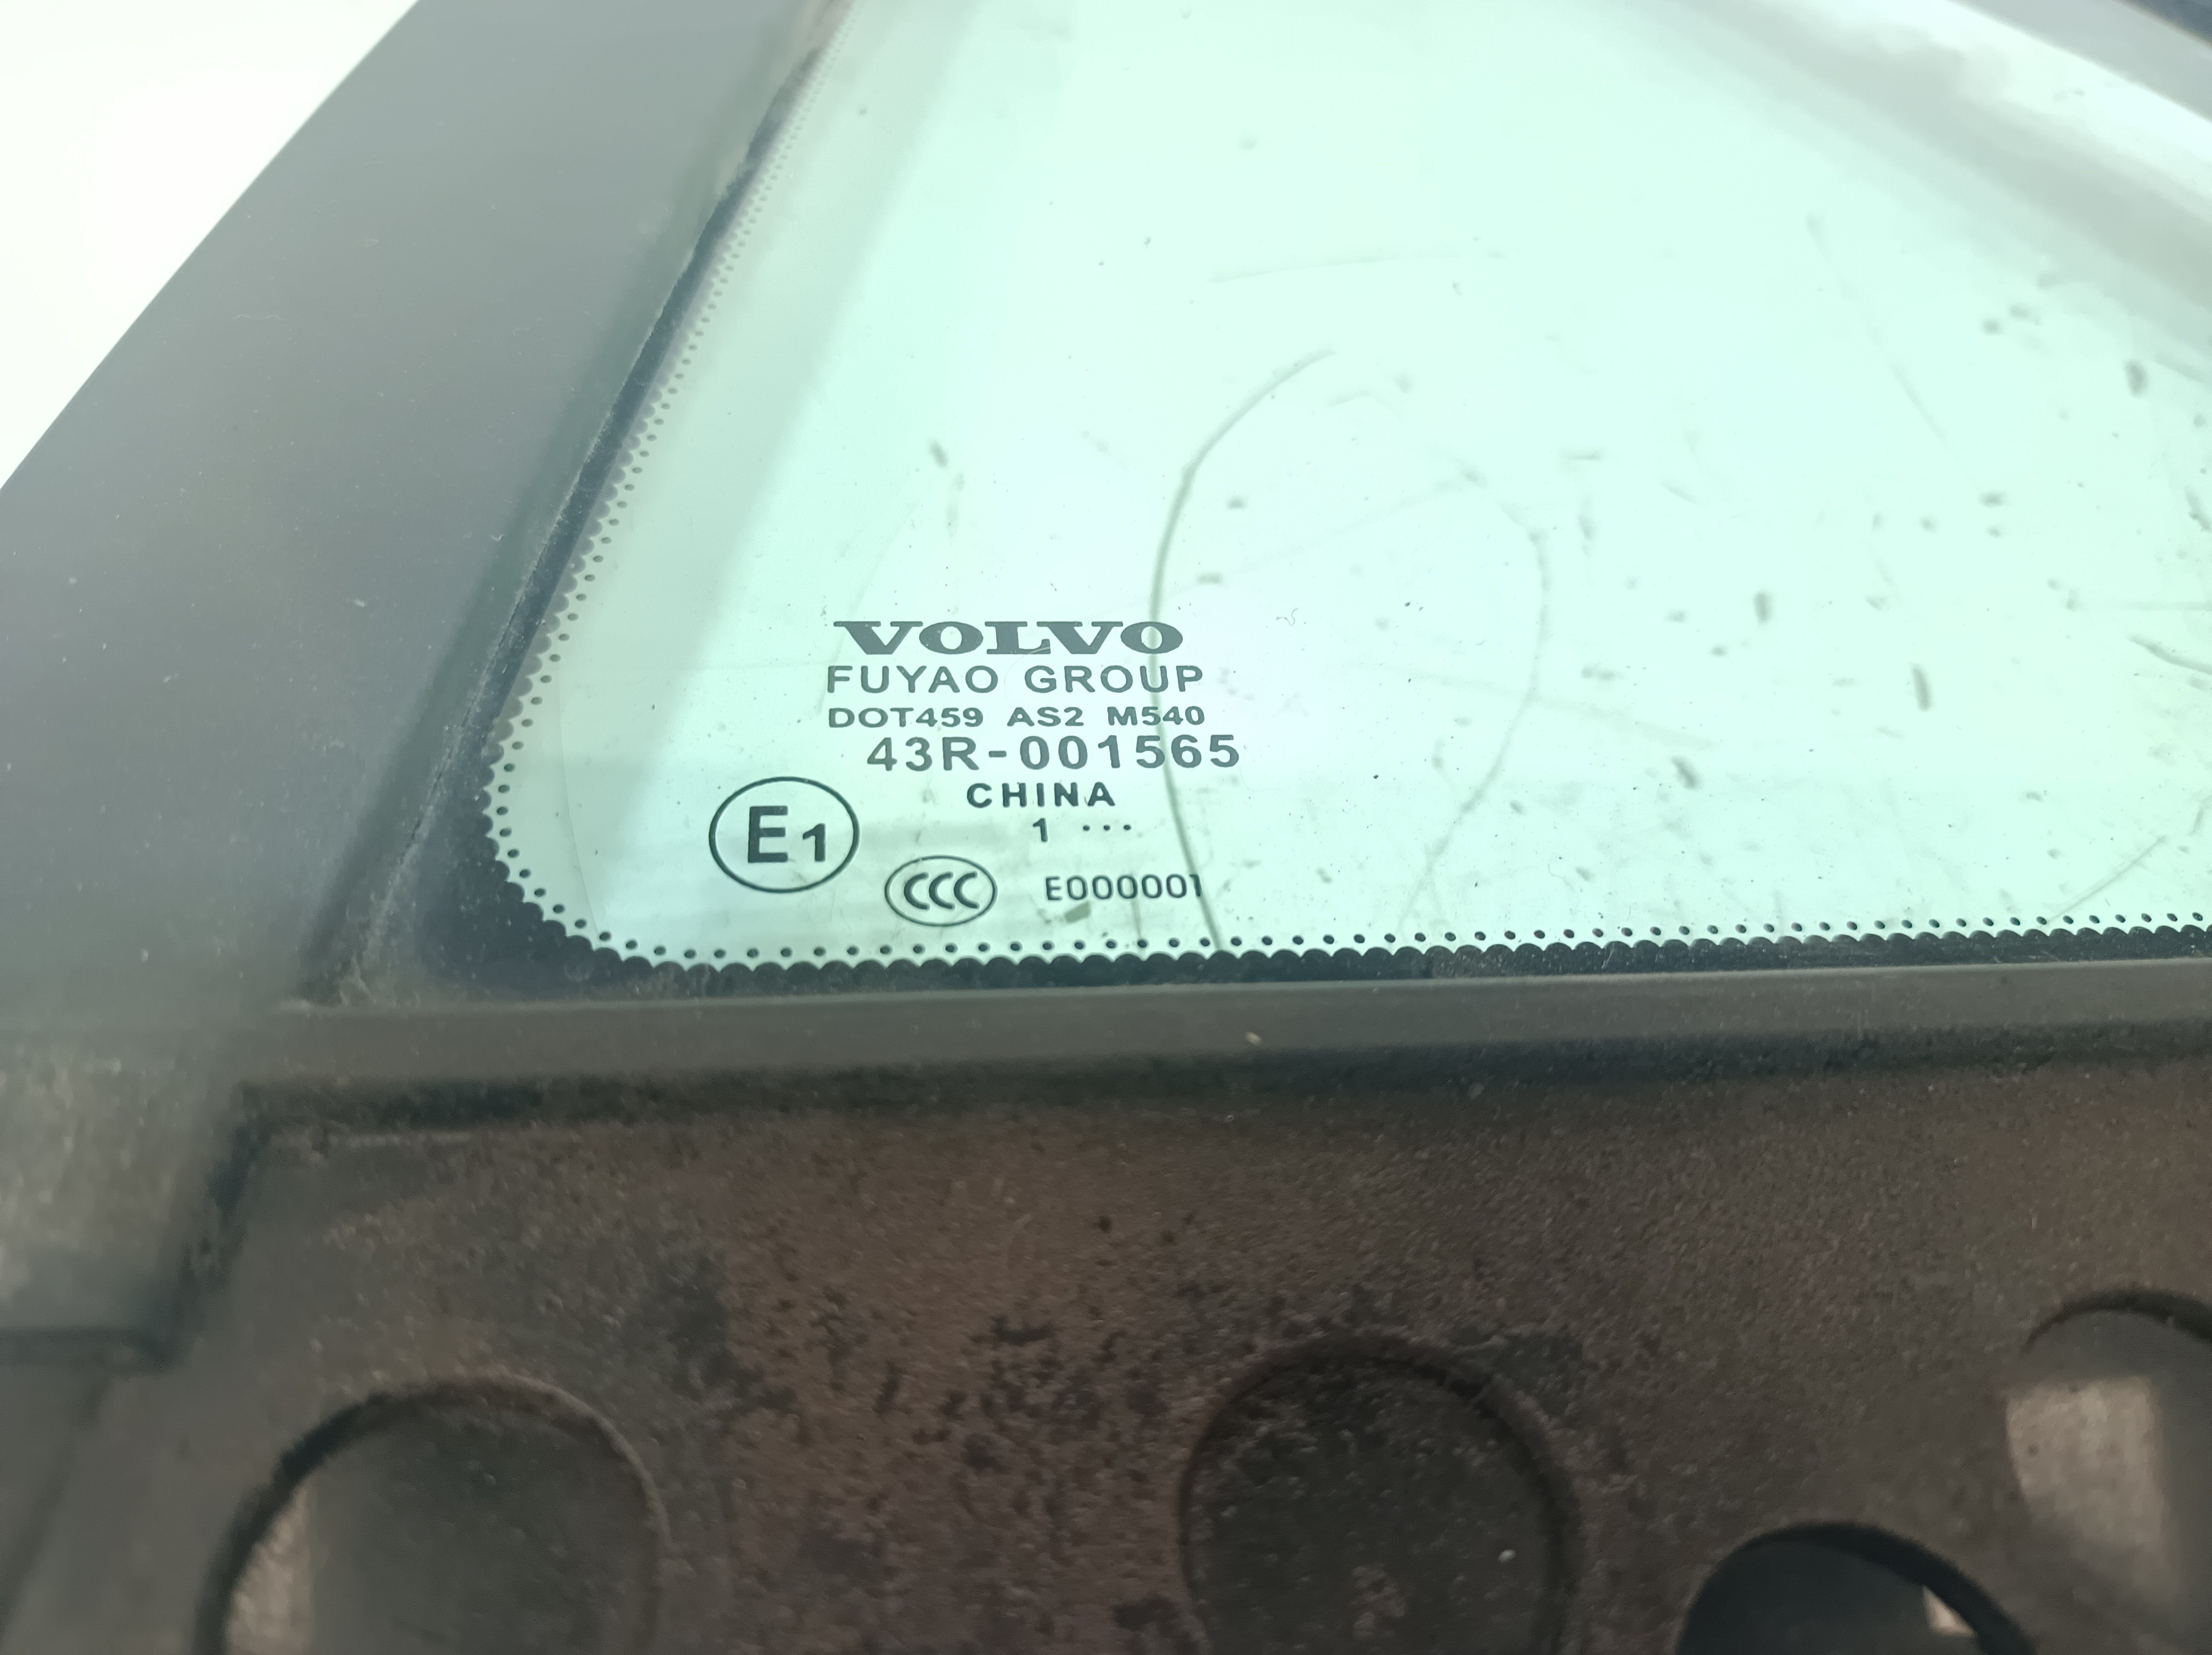 VOLVO
FUYAO GROUP
DOT459 AS2 M540
43R-001565
CHINA
1 ...
E1
CCC E000001